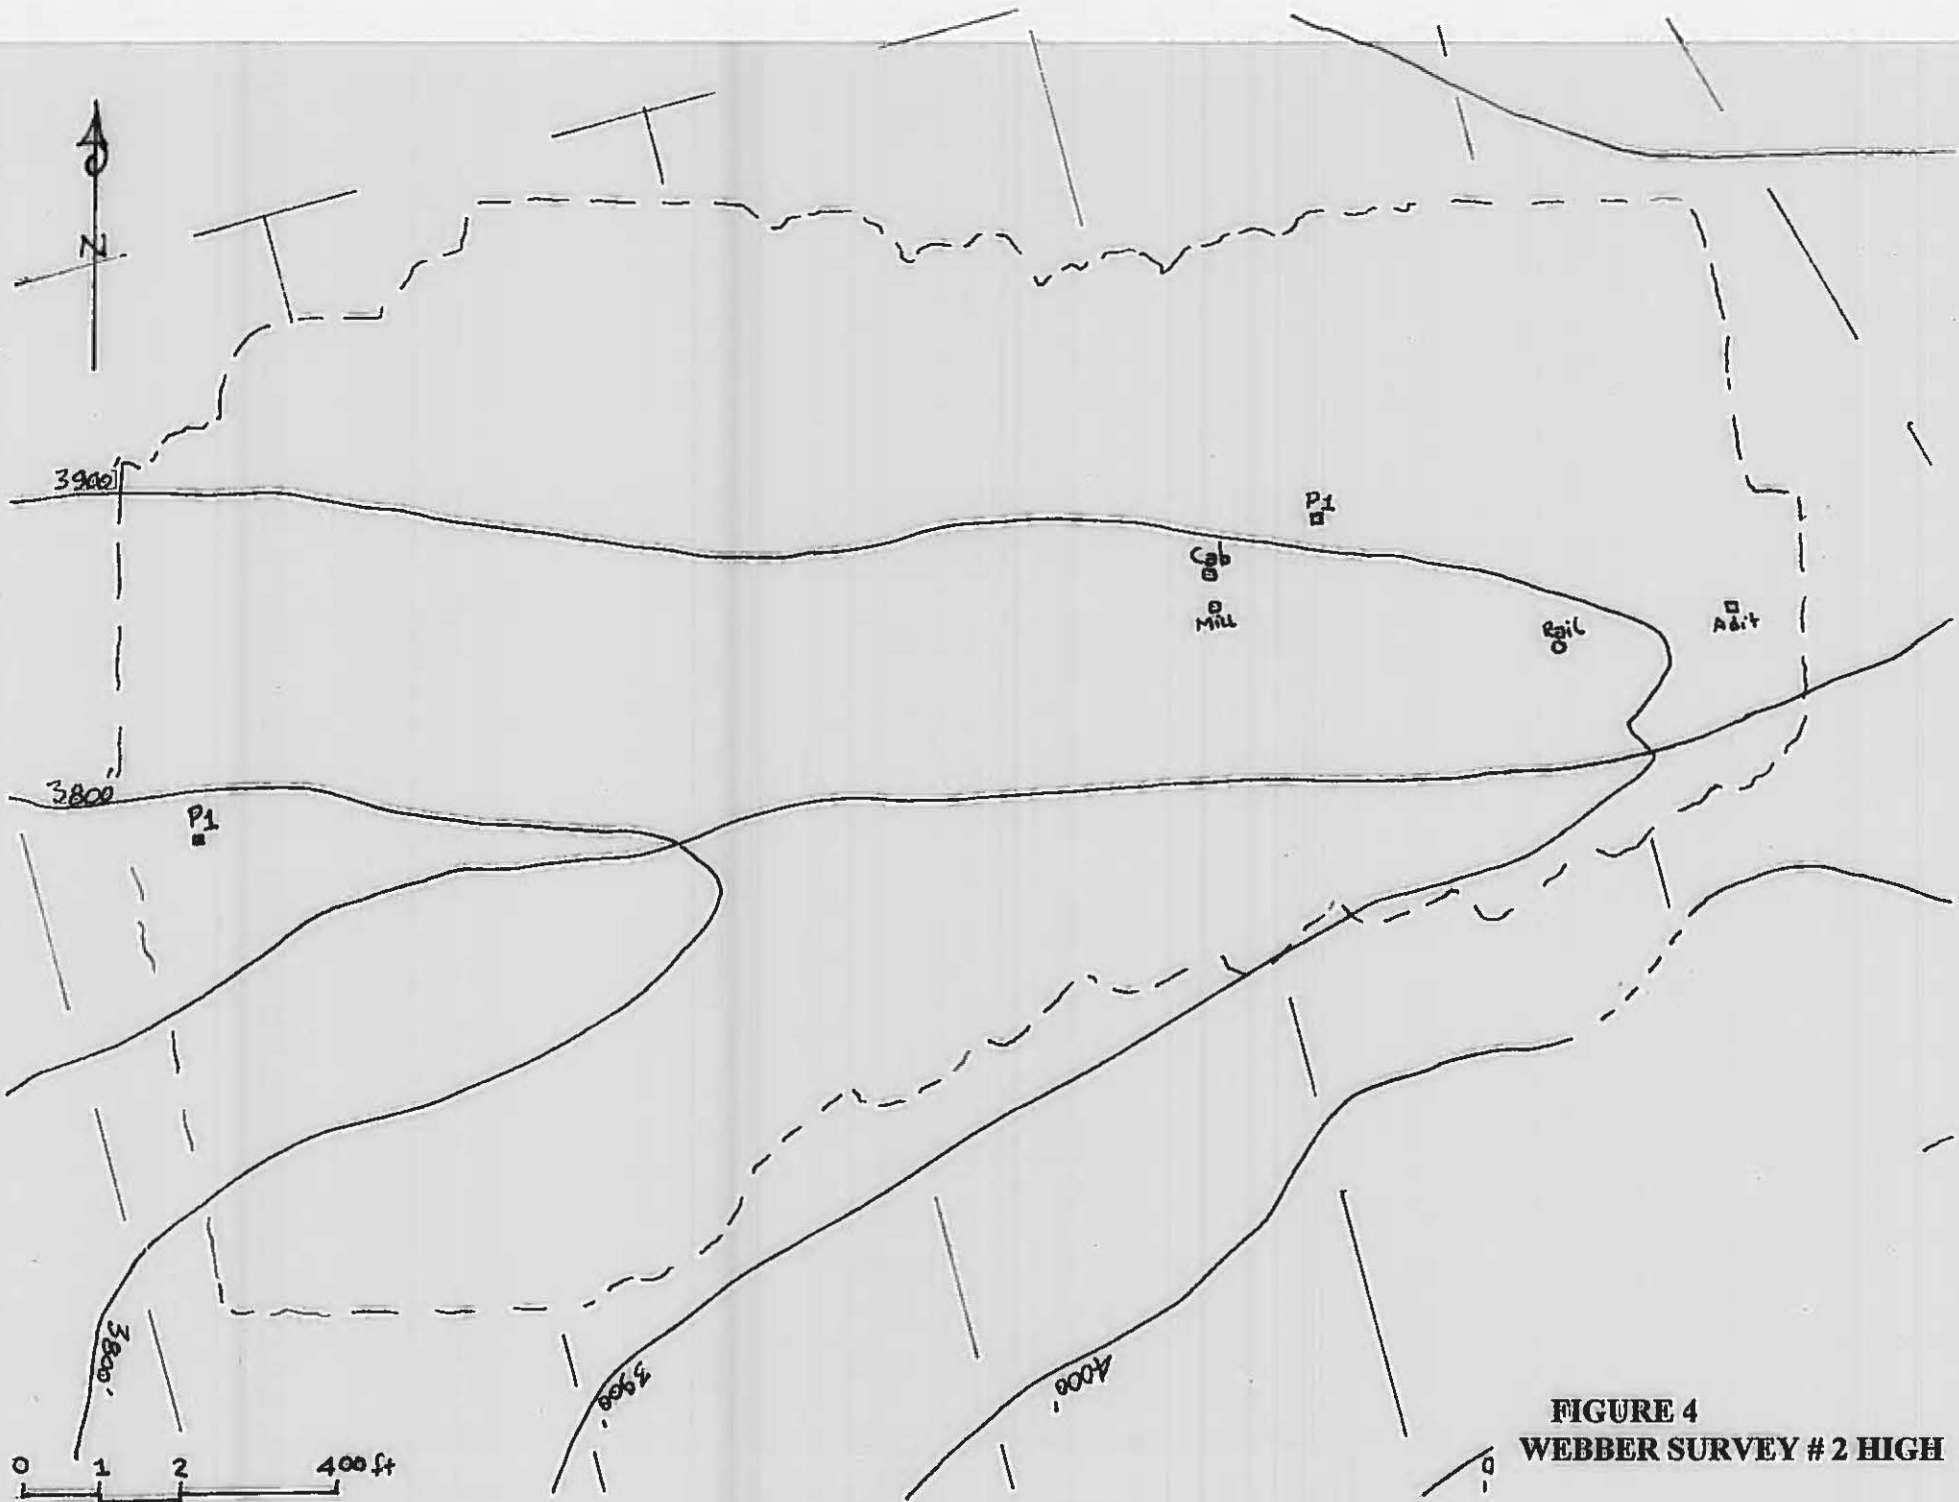 N
3900'
P1
Cab
Mill
Rail
Adit
3800'
P1
3800'
3900'
4000'
0 1 2 400 ft
FIGURE 4
WEBBER SURVEY # 2 HIGH